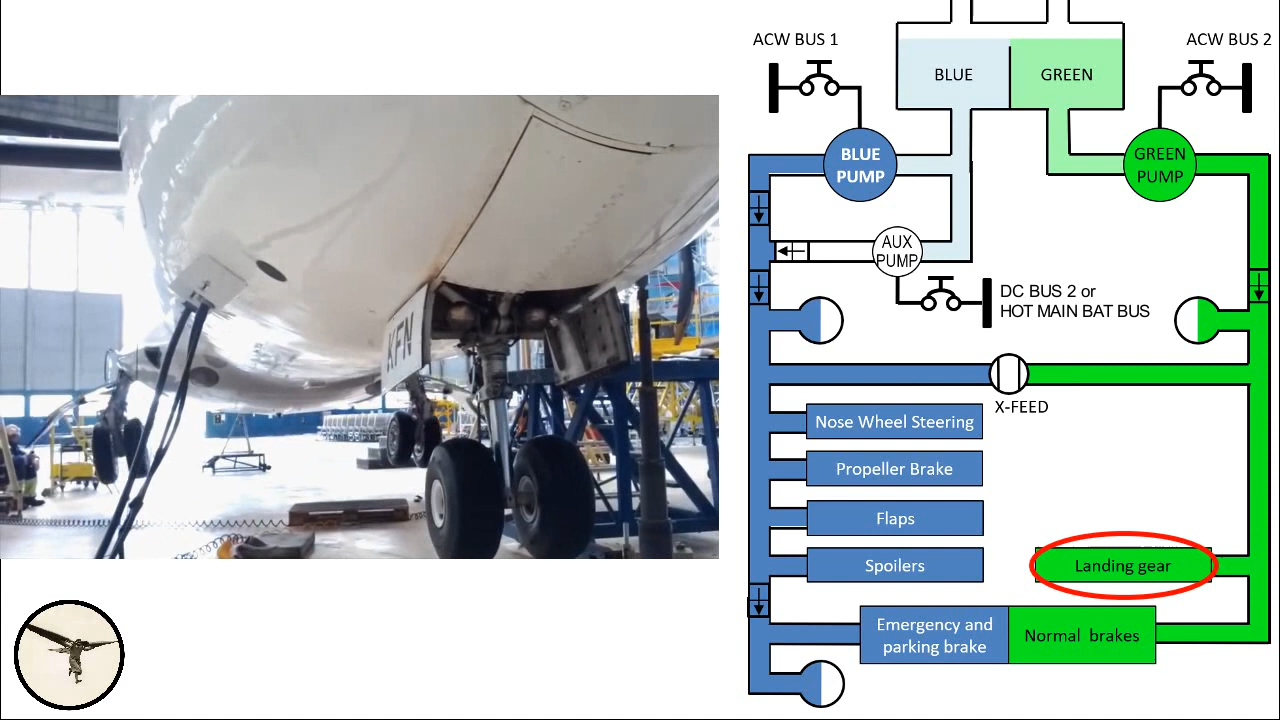 ACW BUS 1
ACW BUS 2
BLUE
GREEN
BLUE
PUMP
GREEN
PUMP
AUX
PUMP
DC BUS 2 or
HOT MAIN BAT BUS
X-FEED
KFN
Nose Wheel Steering
Propeller Brake
Flaps
Spoilers
Landing gear
Emergency and
parking brake
Normal brakes